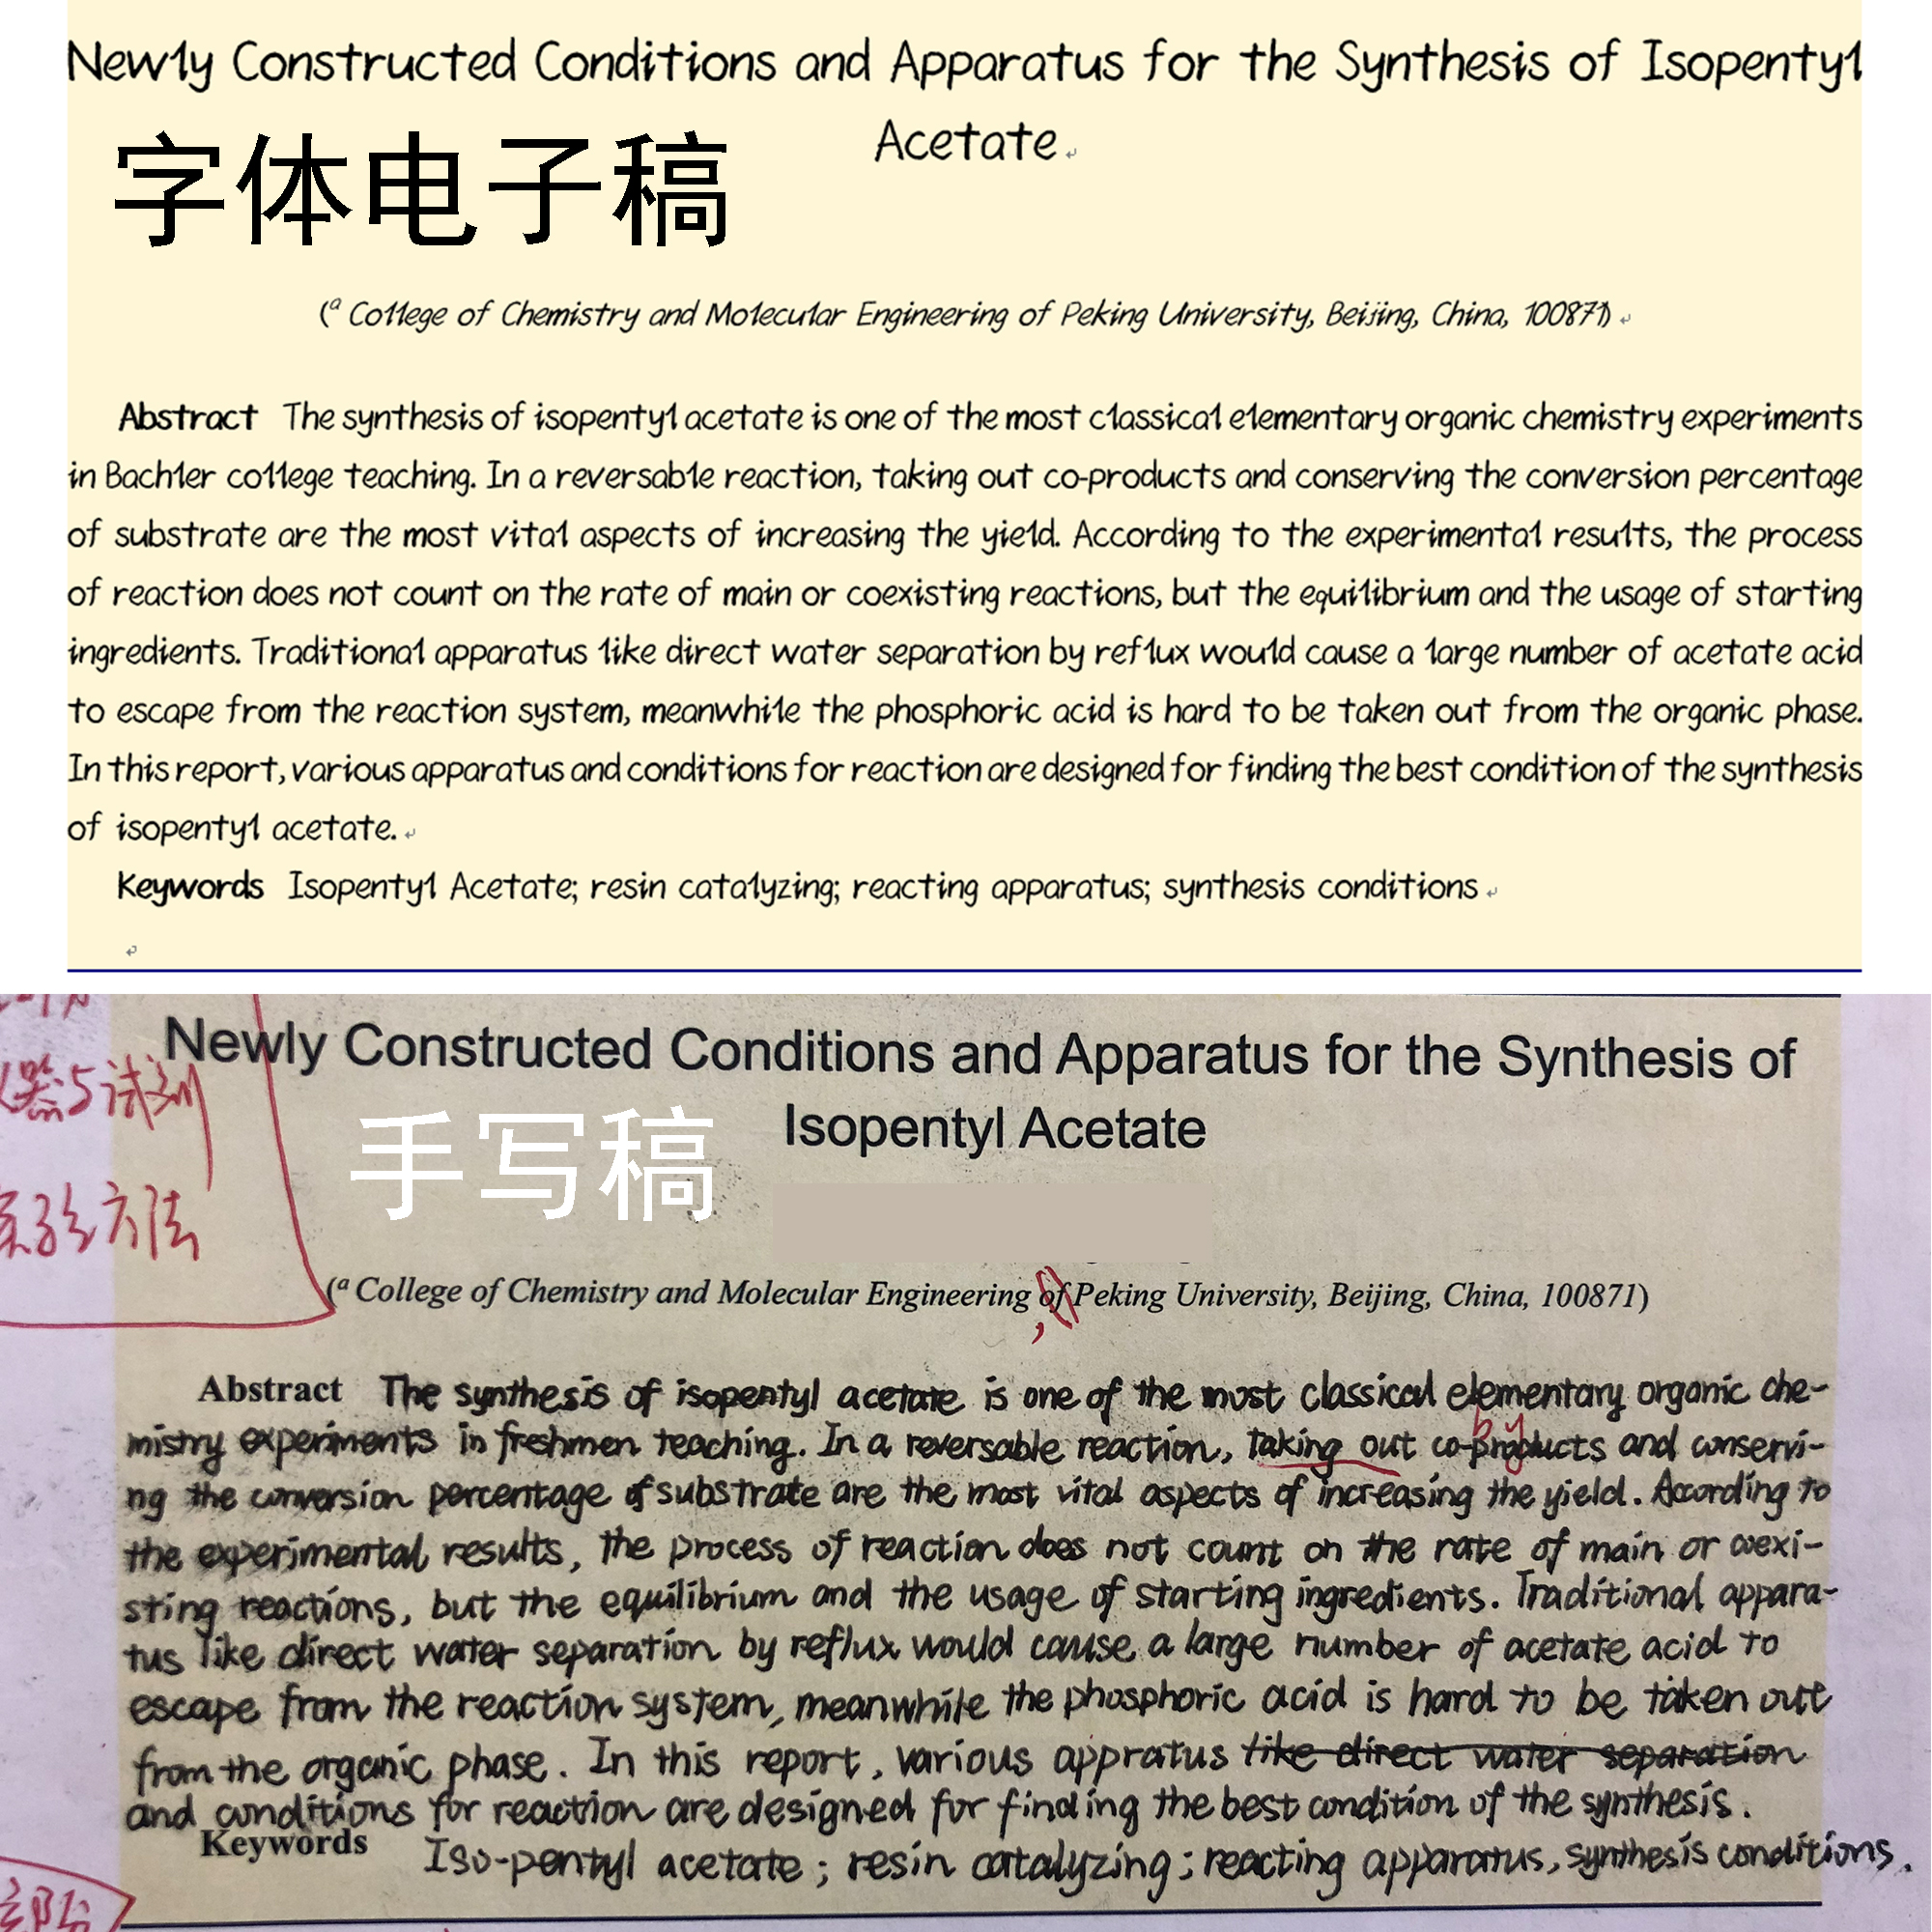 Newly Constructed Conditions and Apparatus for the Synthesis of Isopentyl
Acetate
字体电子稿
(a College of Chemistry and Molecular Engineering of Peking University, Beijing, China, 100871)
Abstract The synthesis of isopentyl acetate is one of the most classical elementary organic chemistry experiments
in Bachler college teaching. In a reversable reaction, taking out co-products and conserving the conversion percentage
of substrate are the most vital aspects of increasing the yield. According to the experimental results, the process
of reaction does not count on the rate of main or coexisting reactions, but the equilibrium and the usage of starting
ingredients. Traditional apparatus like direct water separation by reflux would cause a large number of acetate acid
to escape from the reaction system, meanwhile the phosphoric acid is hard to be taken out from the organic phase.
In this report, various apparatus and conditions for reaction are designed for finding the best condition of the synthesis
of isopentyl acetate.
Keywords Isopentyl Acetate; resin catalyzing; reacting apparatus; synthesis conditions
Newly Constructed Conditions and Apparatus for the Synthesis of
Isopentyl Acetate
手写稿
方法
(a College of Chemistry and Molecular Engineering of Peking University, Beijing, China, 100871)
,
Abstract The synthesis of isopentyl acetate is one of the most classical elementary organic che-
by
mistry experiments in freshmen teaching. In a reversable reaction, taking out co-products and conservi-
ng the conversion percentage of substrate are the most vital aspects of increasing the yield. According to
the experimental results, the process of reaction does not count on the rate of main or coexi-
sting reactions, but the equilibrium and the usage of starting ingredients. Traditional appara-
tus like direct water separation by reflux would cause a large number of acetate acid to
escape from the reaction system, meanwhile the phosphoric acid is hard to be taken out
from the organic phase. In this report, various appratus like direct water separation
and conditions for reaction are designed for finding the best condition of the synthesis.
Keywords Iso-pentyl acetate; resin catalyzing; reacting apparatus, synthesis conditions.